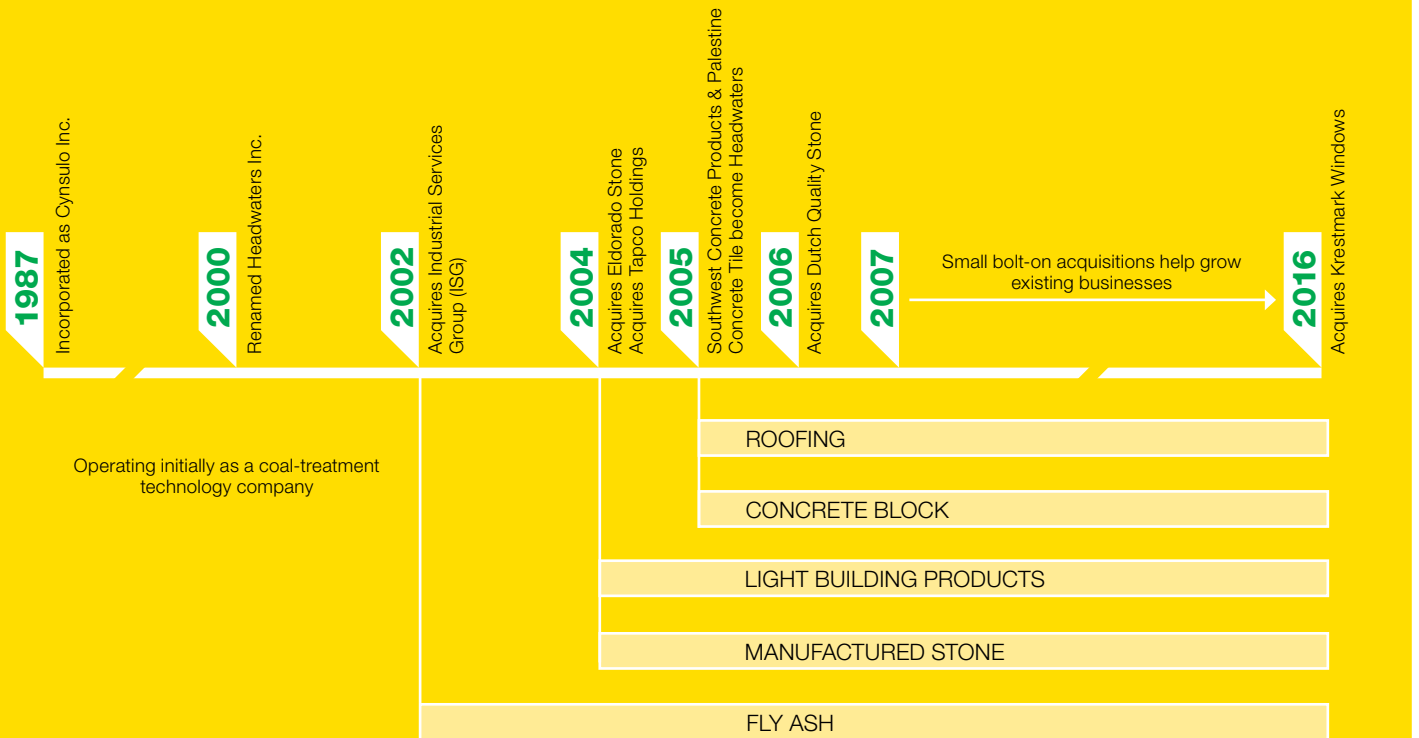 1987
Incorporated as Cynsulo Inc.
2000
Renamed Headwaters Inc.
2002
Acquires Industrial Services
Group (ISG)
2004
Acquires Eldorado Stone
Acquires Tapco Holdings
2005
Southwest Concrete Products & Palestine
Concrete Tile become Headwaters
2006
Acquires Dutch Quality Stone
2007
Small bolt-on acquisitions help grow
existing businesses
2016
Acquires Krestmark Windows
Operating initially as a coal-treatment
technology company
ROOFING
CONCRETE BLOCK
LIGHT BUILDING PRODUCTS
MANUFACTURED STONE
FLY ASH